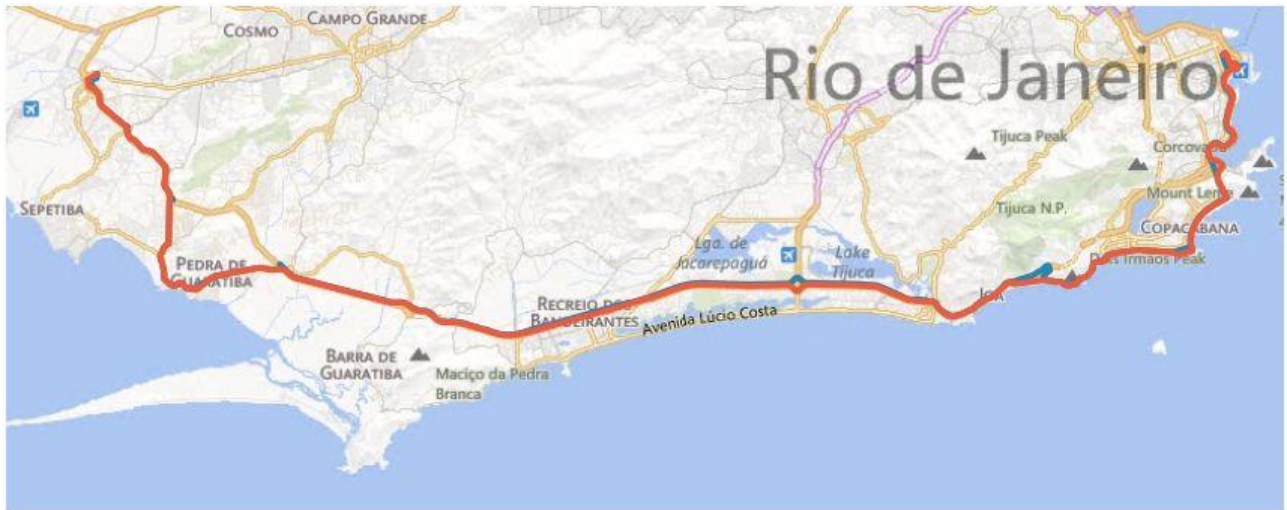 COSMO
CAMPO GRANDE
Rio de Janeiro
Tijuca Peak
Corcovado
Mount Leme
SEPETIBA
Tijuca N.P.
COPACABANA
Lga. de
Jacarepaguá
Lake
Tijuca
Dois Irmãos Peak
PEDRA DE
GUARATIBA
JOÁ
RECREIO DOS
BANDEIRANTES
Avenida Lúcio Costa
BARRA DE
GUARATIBA
Maciço da Pedra
Branca